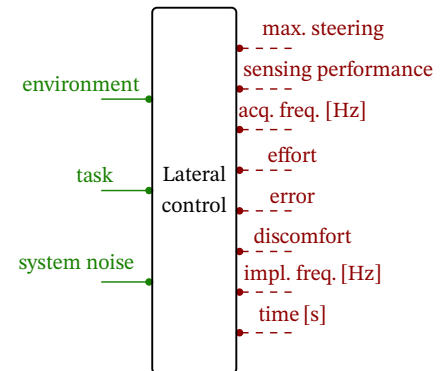 max. steering
sensing performance
environment
acq. freq. [Hz]
effort
task
Lateral
control
error
discomfort
system noise
impl. freq. [Hz]
time [s]